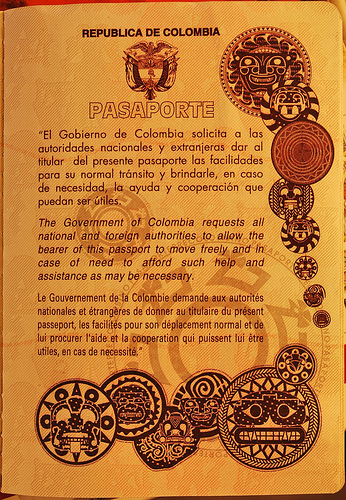 REPUBLICA DE COLOMBIA
PASAPORTE
"El Gobierno de Colombia solicita a las
autoridades nacionales y extranjeras dar al
titular del presente pasaporte las facilidades
para su normal tránsito y brindarle, en caso
de necesidad, la ayuda y cooperación que
puedan ser útiles.
The Government of Colombia requests all
national and foreign authorities to allow the
bearer of this passport to move freely and in
case of need to afford such help and
assistance as may be necessary.
Le Gouvernement de la Colombie demande aux autorités
nationales et étrangères de donner au titulaire du présent
passeport, les facilités pour son déplacement normal et de
lui procurer l'aide et la cooperation qui puissent lui être
utiles, en cas de necessité."